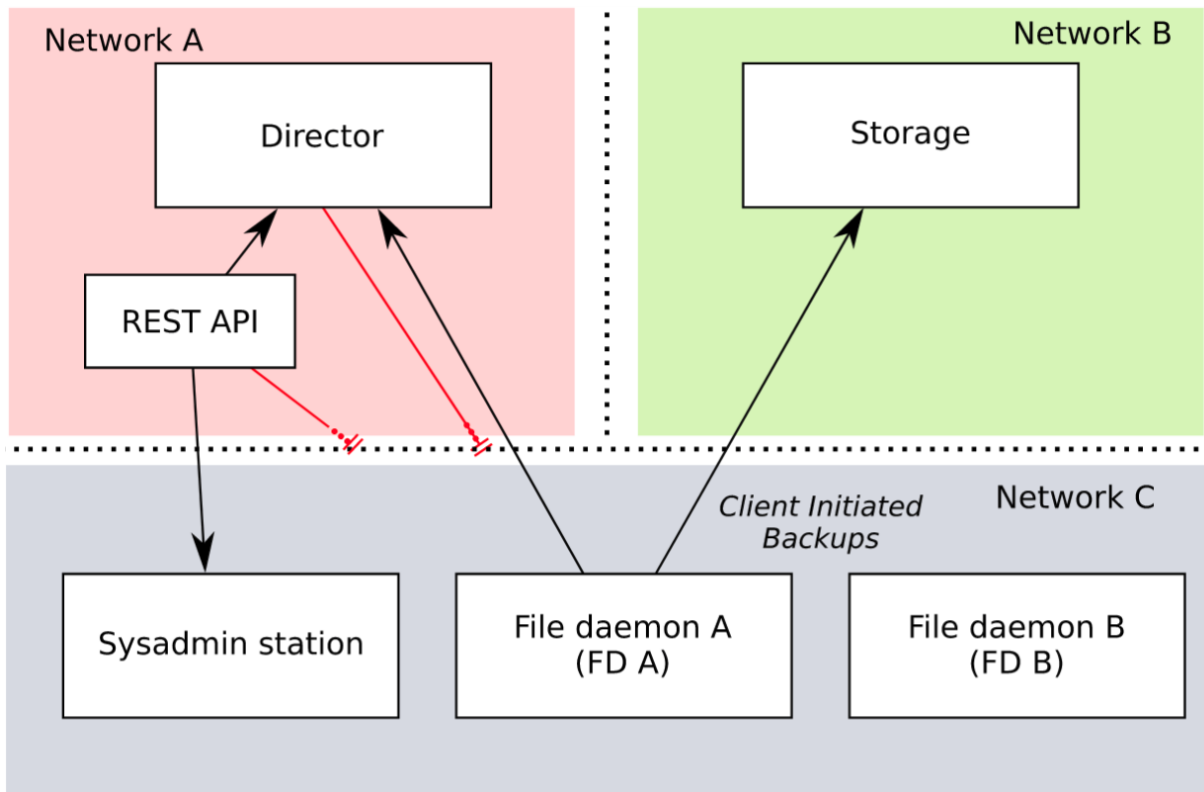 Network A
Network B
Director
Storage
REST API
Client Initiated
Backups
Network C
Sysadmin station
File daemon A
(FD A)
File daemon B
(FD B)